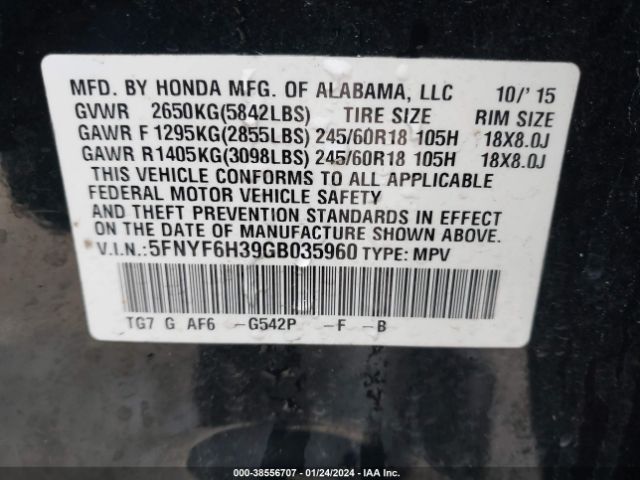 MFD. BY HONDA MFG. OF ALABAMA, LLC 10/'15
GVWR 2650KG(5842LBS) TIRE SIZE RIM SIZE
GAWR F 1295KG(2855LBS) 245/60R18 105H 18X8.0J
GAWR R1405KG(3098LBS) 245/60R18 105H 18X8.0J
THIS VEHICLE CONFORMS TO ALL APPLICABLE
FEDERAL MOTOR VEHICLE SAFETY
AND THEFT PREVENTION STANDARDS IN EFFECT
ON THE DATE OF MANUFACTURE SHOWN ABOVE.
V.I.N.:5FNYF6H39GB035960 TYPE: MPV
TG7 G AF6 -G542P -F -B
000-38556707 - 01/24/2024 - IAA Inc.